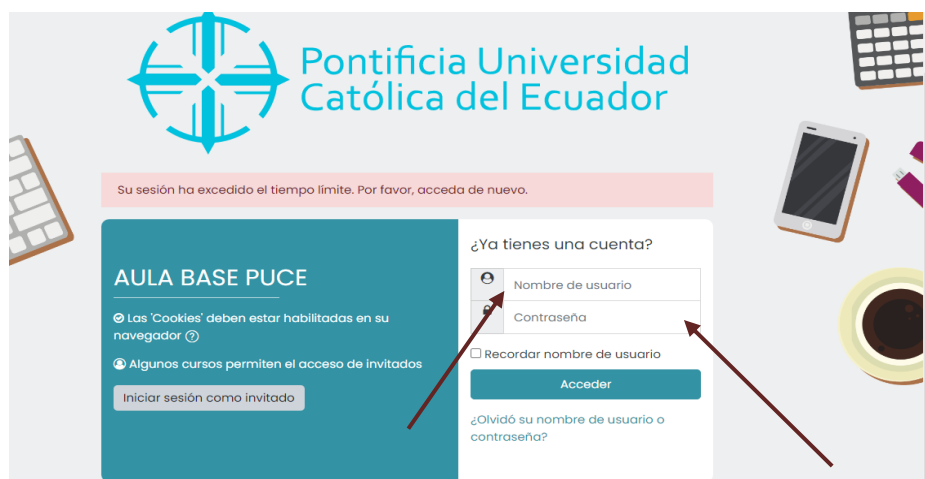 Pontificia Universidad
Católica del Ecuador
Su sesión ha excedido el tiempo límite. Por favor, acceda de nuevo.
AULA BASE PUCE
Las 'Cookies' deben estar habilitadas en su
navegador
Algunos cursos permiten el acceso de invitados
Iniciar sesión como invitado
¿Ya tienes una cuenta?
Nombre de usuario
Contraseña
Recordar nombre de usuario
Acceder
¿Olvidó su nombre de usuario o
contraseña?